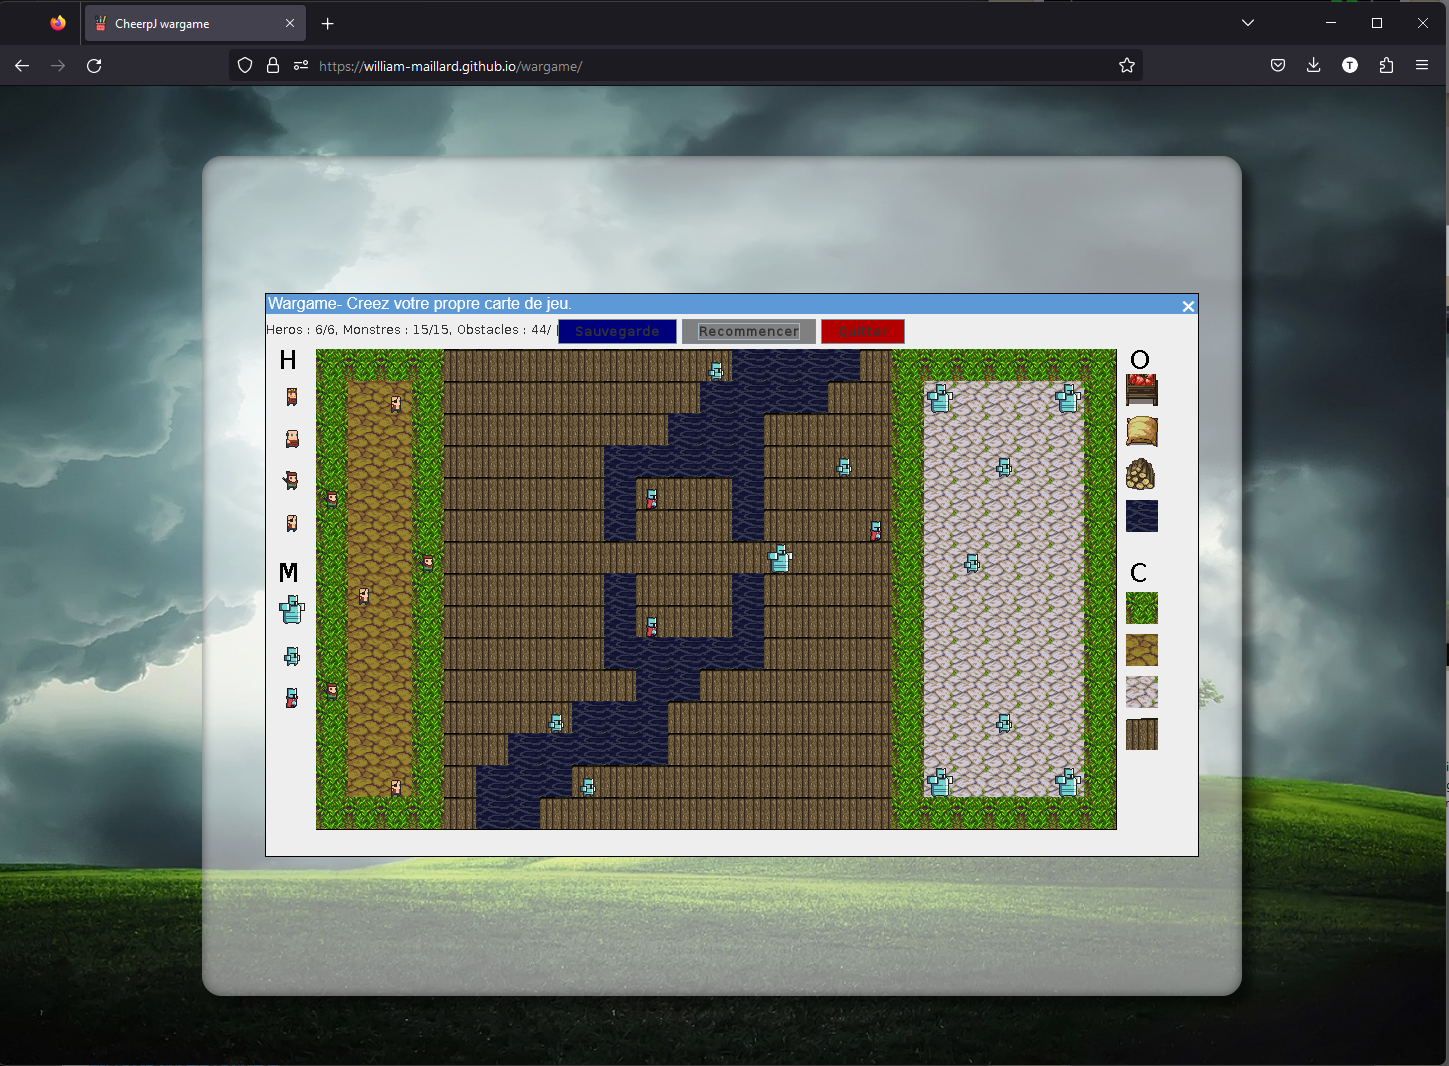 CheerpJ wargame
https://william-maillard.github.io/wargame/
T
Wargame- Creez votre propre carte de jeu.
Heros : 6/6, Monstres : 15/15, Obstacles : 44/ |
Sauvegarde
Recommencer
Quitter
H
O
M
C